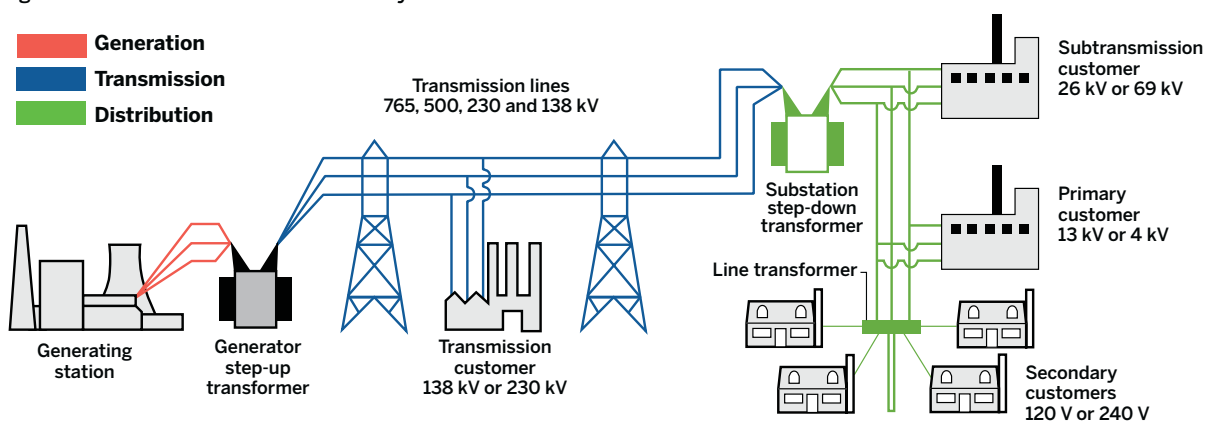 Generation
Transmission
Distribution
Transmission lines
765, 500, 230 and 138 kV
Subtransmission
customer
26 kV or 69 kV
Substation
step-down
transformer
Primary
customer
13 kV or 4 kV
Line transformer
Generating
station
Generator
step-up
transformer
Transmission
customer
138 kV or 230 kV
Secondary
customers
120 V or 240 V